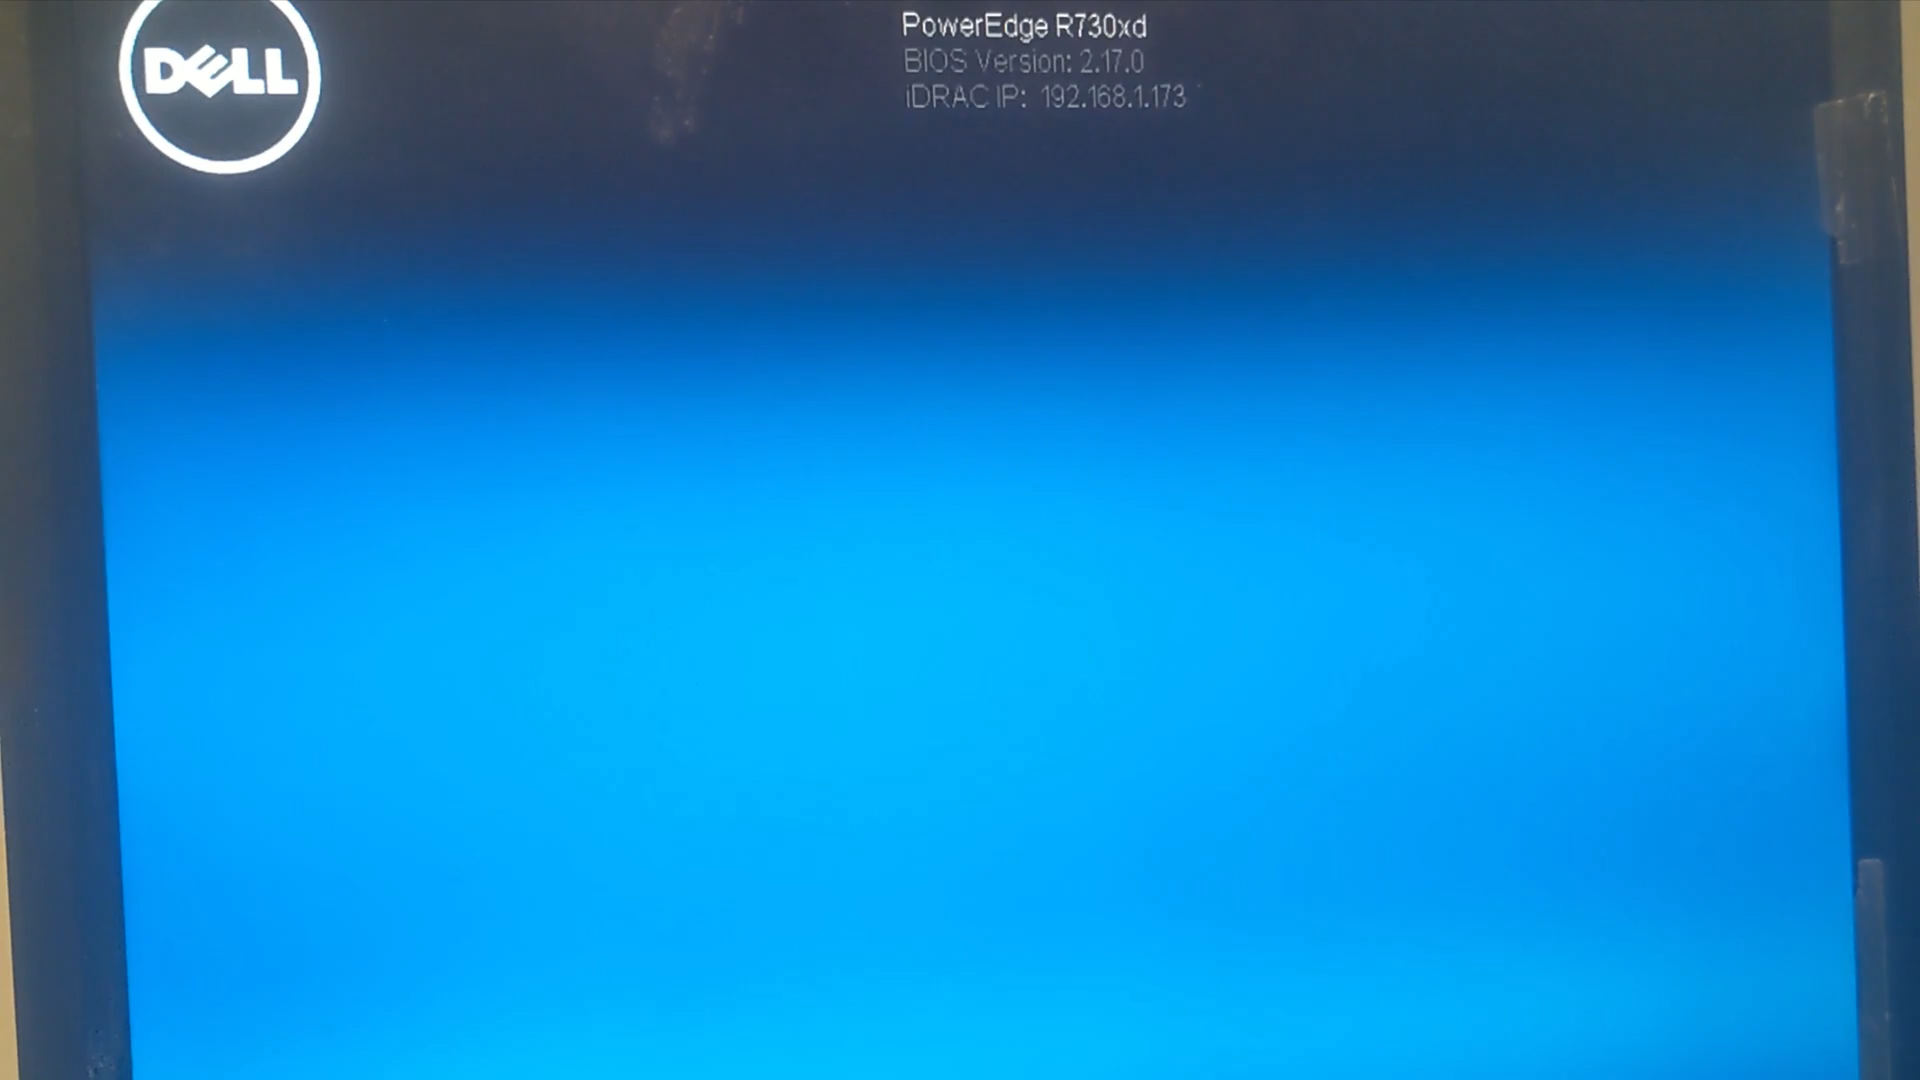 DELL
PowerEdge R730xd
BIOS Version: 2.17.0
iDRAC IP: 192.168.1.173